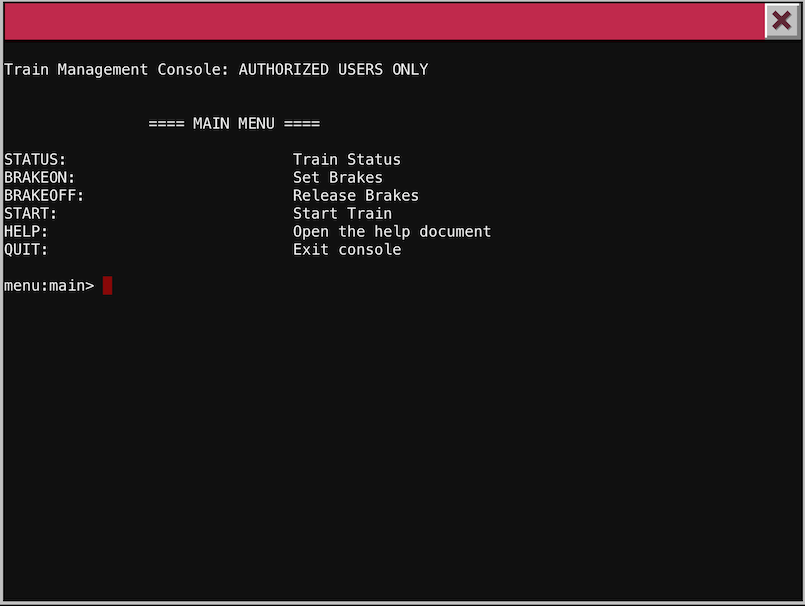 Train Management Console: AUTHORIZED USERS ONLY
==== MAIN MENU ====
STATUS: Train Status
BRAKEON: Set Brakes
BRAKEOFF: Release Brakes
START: Start Train
HELP: Open the help document
QUIT: Exit console
menu:main>